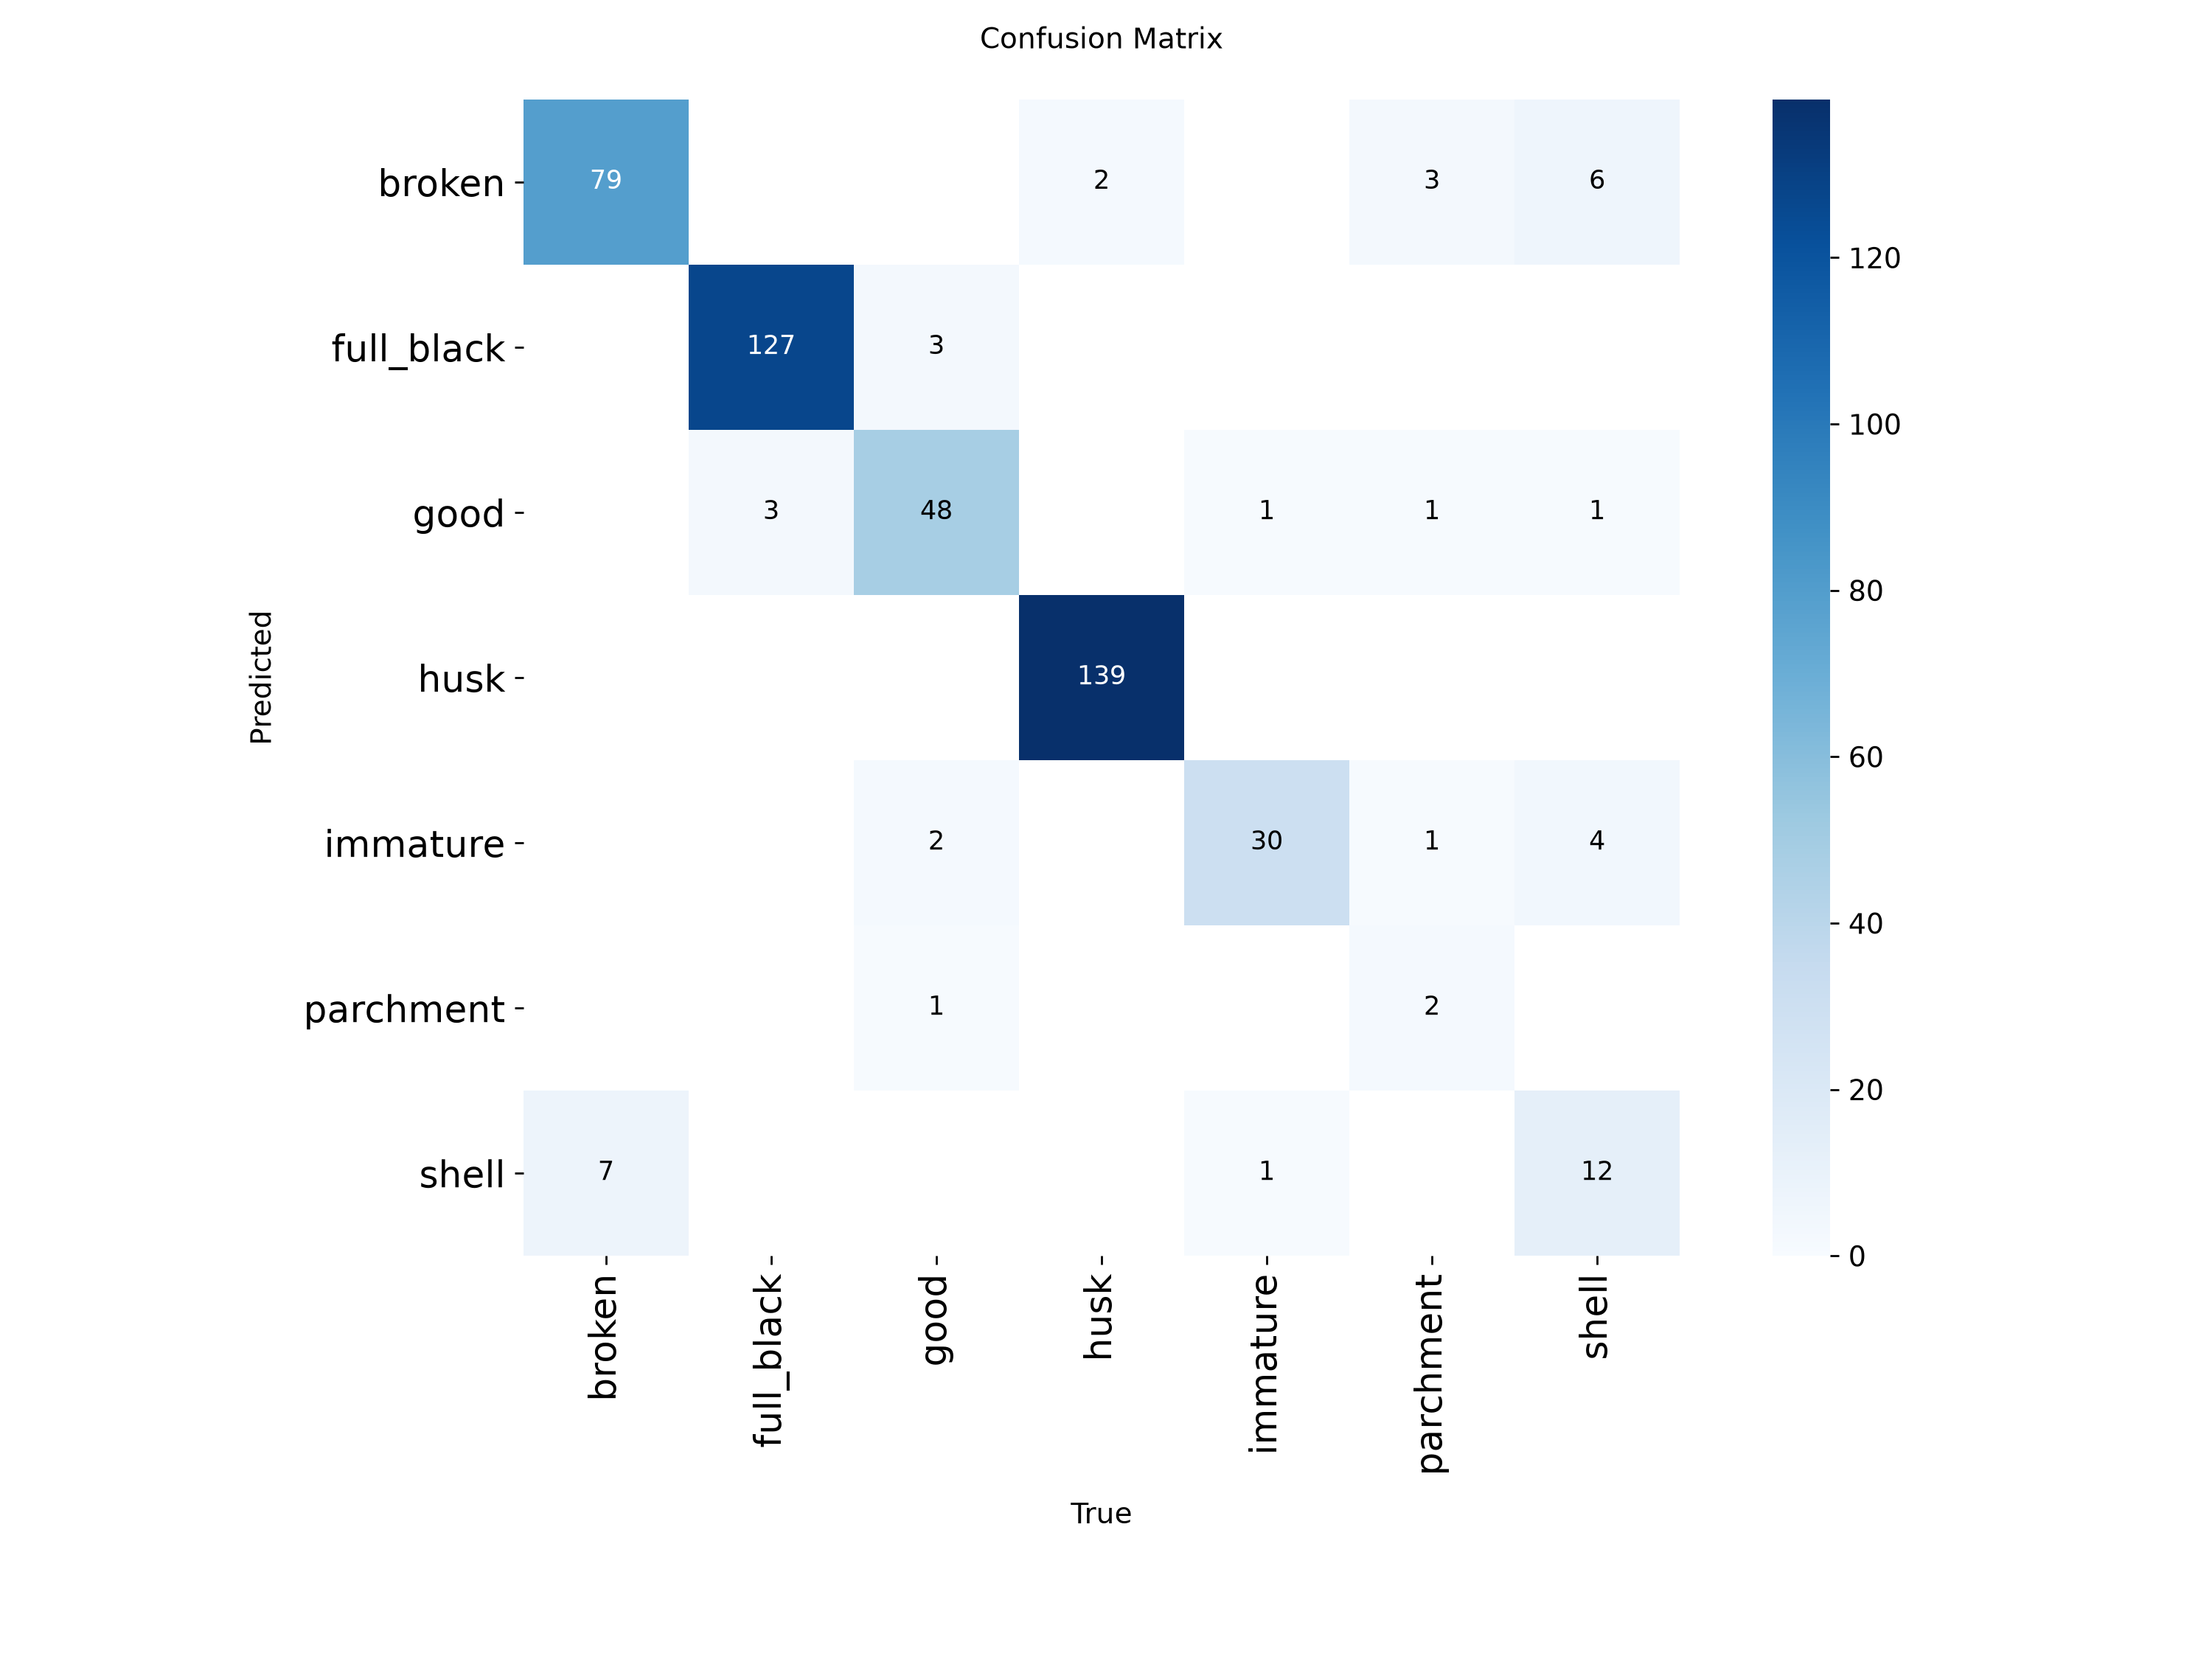 Confusion Matrix
broken 79 2 3 6
full_black 127 3
good 3 48 1 1 1
husk 139
immature 2 30 1 4
parchment 1 2
shell 7 1 12
Predicted
broken full_black good husk immature parchment shell
True
120
100
80
60
40
20
0